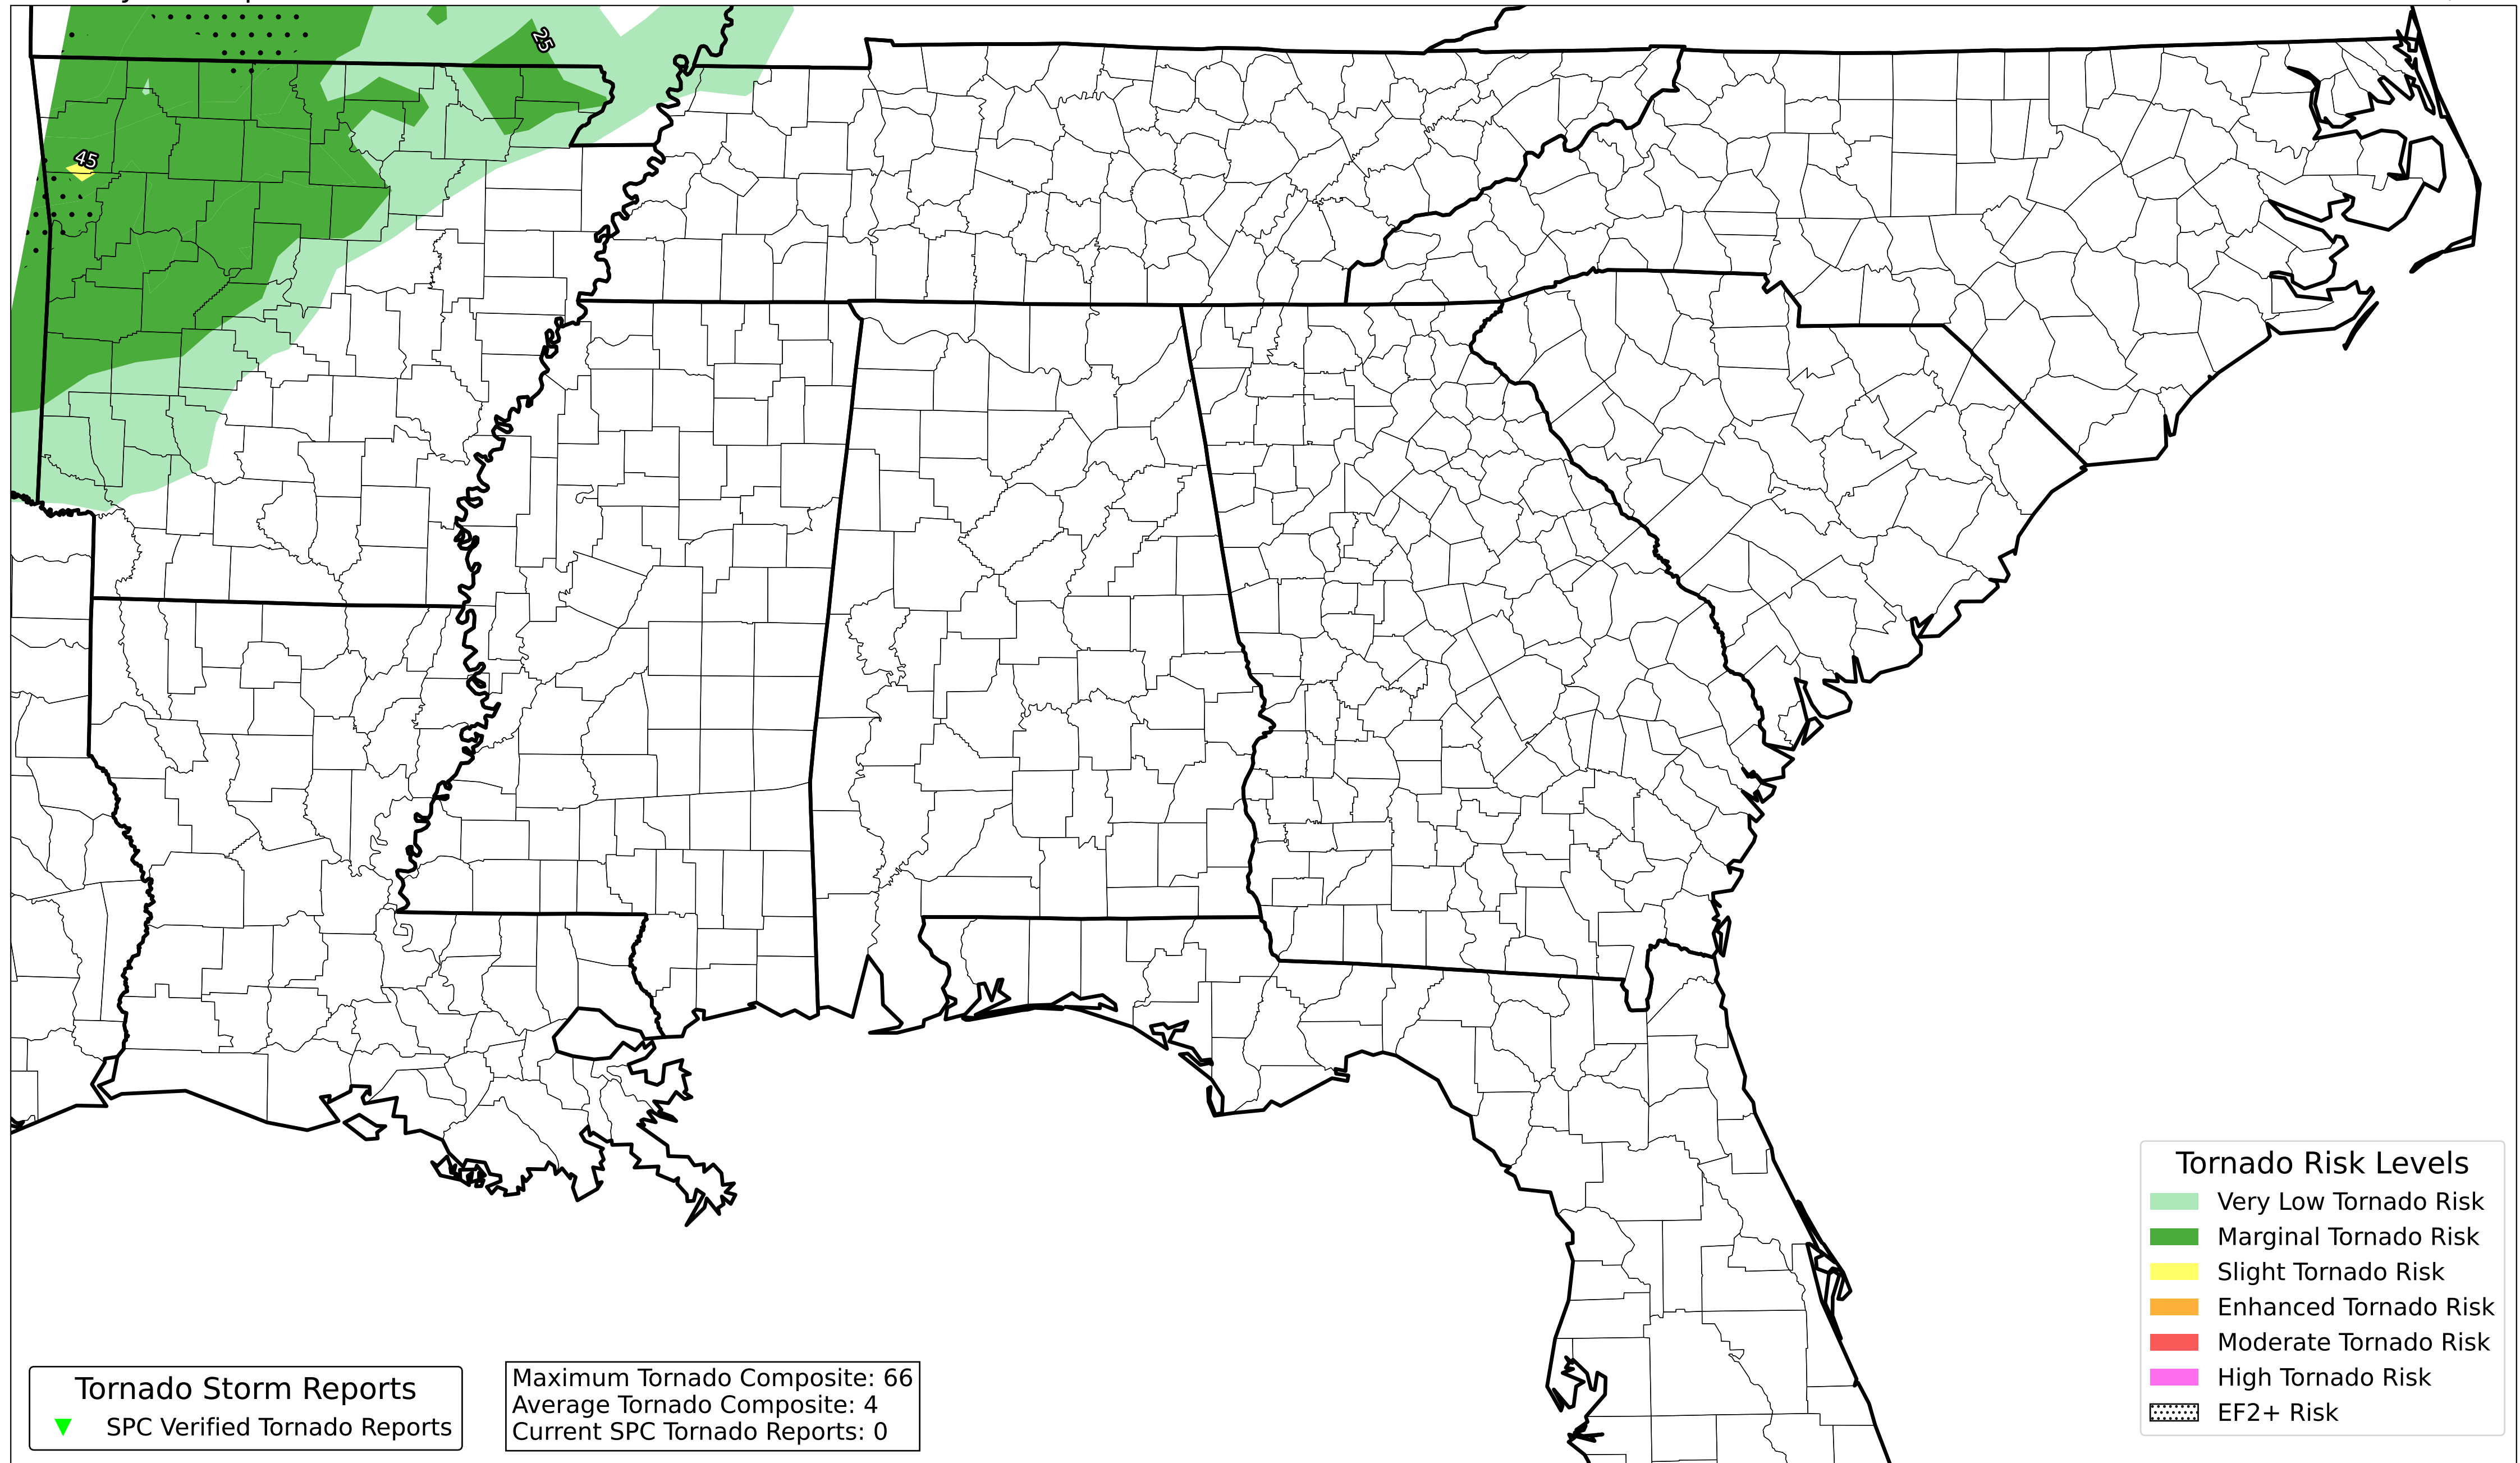 25
45
Tornado Risk Levels
Very Low Tornado Risk
Marginal Tornado Risk
Slight Tornado Risk
Enhanced Tornado Risk
Moderate Tornado Risk
High Tornado Risk
EF2+ Risk
Tornado Storm Reports
SPC Verified Tornado Reports
Maximum Tornado Composite: 66
Average Tornado Composite: 4
Current SPC Tornado Reports: 0